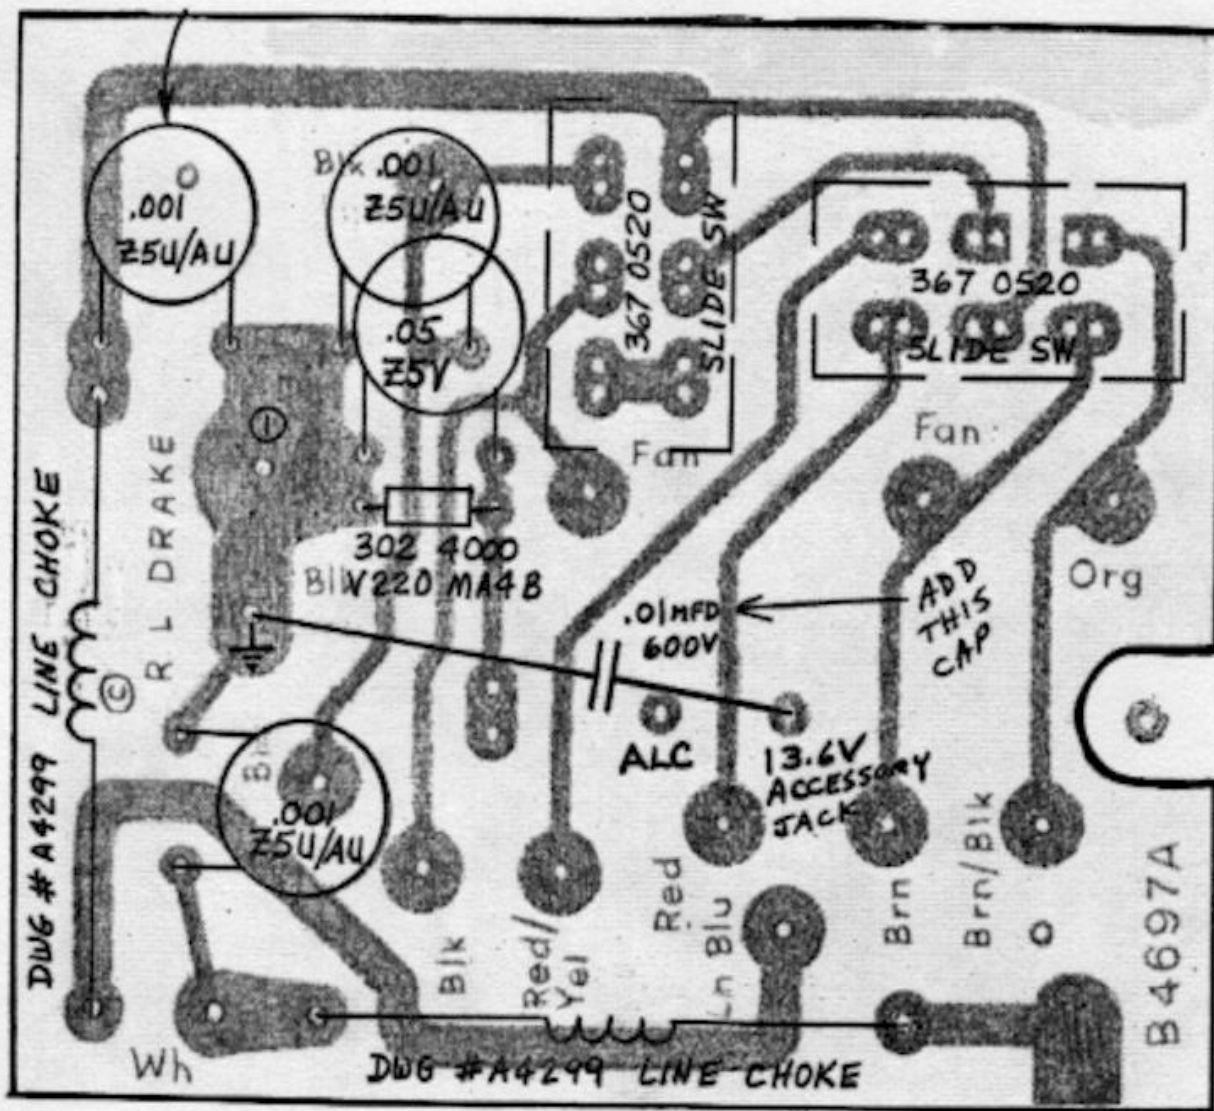 .001
Z5U/AU
Blk
.001
Z5U/AU
.05
Z5V
367 0520
SLIDE SW
367 0520
SLIDE SW
Fan
Fan
Org
1
R L DRAKE
C
DWG #A4299 LINE CHOKE
302 4000
V220 MA4B
.01MFD
600V
ADD
THIS
CAP
ALC
13.6V
ACCESSORY
JACK
.001
Z5U/AU
Blk
Red/
Yel
Red
Ln Blu
Brn
Brn/Blk
B4697A
Wh
DWG #A4299 LINE CHOKE